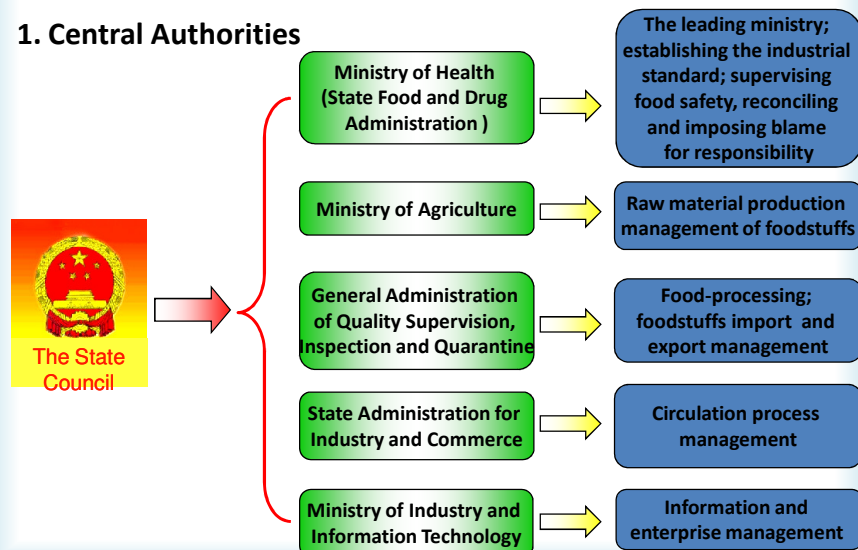 1. Central Authorities
The State
Council
Ministry of Health
(State Food and Drug
Administration )
The leading ministry;
establishing the industrial
standard; supervising
food safety, reconciling
and imposing blame
for responsibility
Ministry of Agriculture
Raw material production
management of foodstuffs
General Administration
of Quality Supervision,
Inspection and Quarantine
Food-processing;
foodstuffs import and
export management
State Administration for
Industry and Commerce
Circulation process
management
Ministry of Industry and
Information Technology
Information and
enterprise management